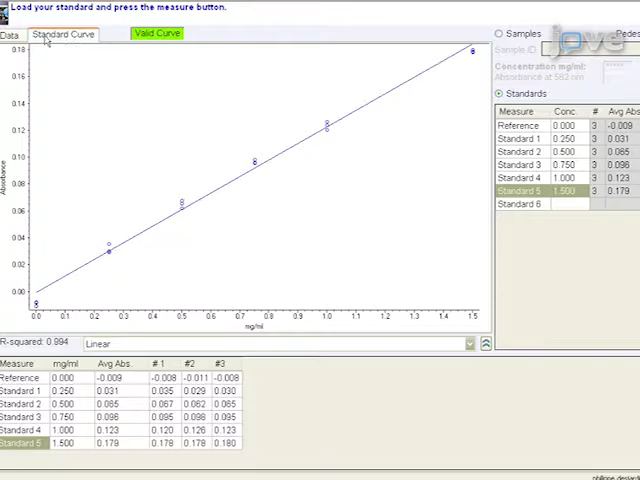 Load your standard and press the measure button.
Data
Standard Curve
Valid Curve
Samples
jove
Sample ID
Concentration mg/ml:
Absorbance at 582 nm
Standards
Measure Conc. # Avg Abs
Reference 0.000 3 -0.009
Standard 1 0.250 3 0.031
Standard 2 0.500 3 0.065
Standard 3 0.750 3 0.096
Standard 4 1.000 3 0.123
Standard 5 1.500 3 0.179
Standard 6
0.18
0.16
0.14
0.12
0.10
0.08
0.06
0.04
0.02
0.00
Absorbance
0.0 0.1 0.2 0.3 0.4 0.5 0.6 0.7 0.8 0.9 1.0 1.1 1.2 1.3 1.4 1.5
mg/ml
R-squared: 0.994
Linear
Measure mg/ml Avg Abs. # 1 #2 #3
Reference 0.000 -0.009 -0.008 -0.011 -0.008
Standard 1 0.250 0.031 0.035 0.029 0.030
Standard 2 0.500 0.065 0.067 0.062 0.065
Standard 3 0.750 0.096 0.095 0.098 0.095
Standard 4 1.000 0.123 0.120 0.126 0.123
Standard 5 1.500 0.179 0.178 0.178 0.180